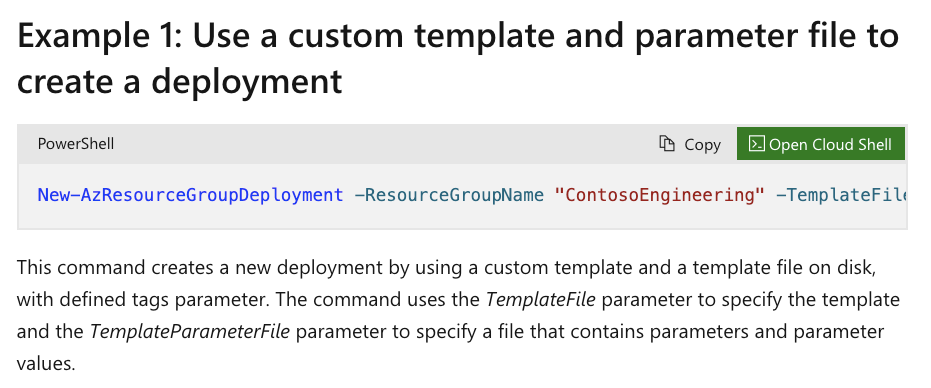 Example 1: Use a custom template and parameter file to
create a deployment
PowerShell Copy Open Cloud Shell
New-AzResourceGroupDeployment -ResourceGroupName "ContosoEngineering" -TemplateFile
This command creates a new deployment by using a custom template and a template file on disk,
with defined tags parameter. The command uses the TemplateFile parameter to specify the template
and the TemplateParameterFile parameter to specify a file that contains parameters and parameter
values.